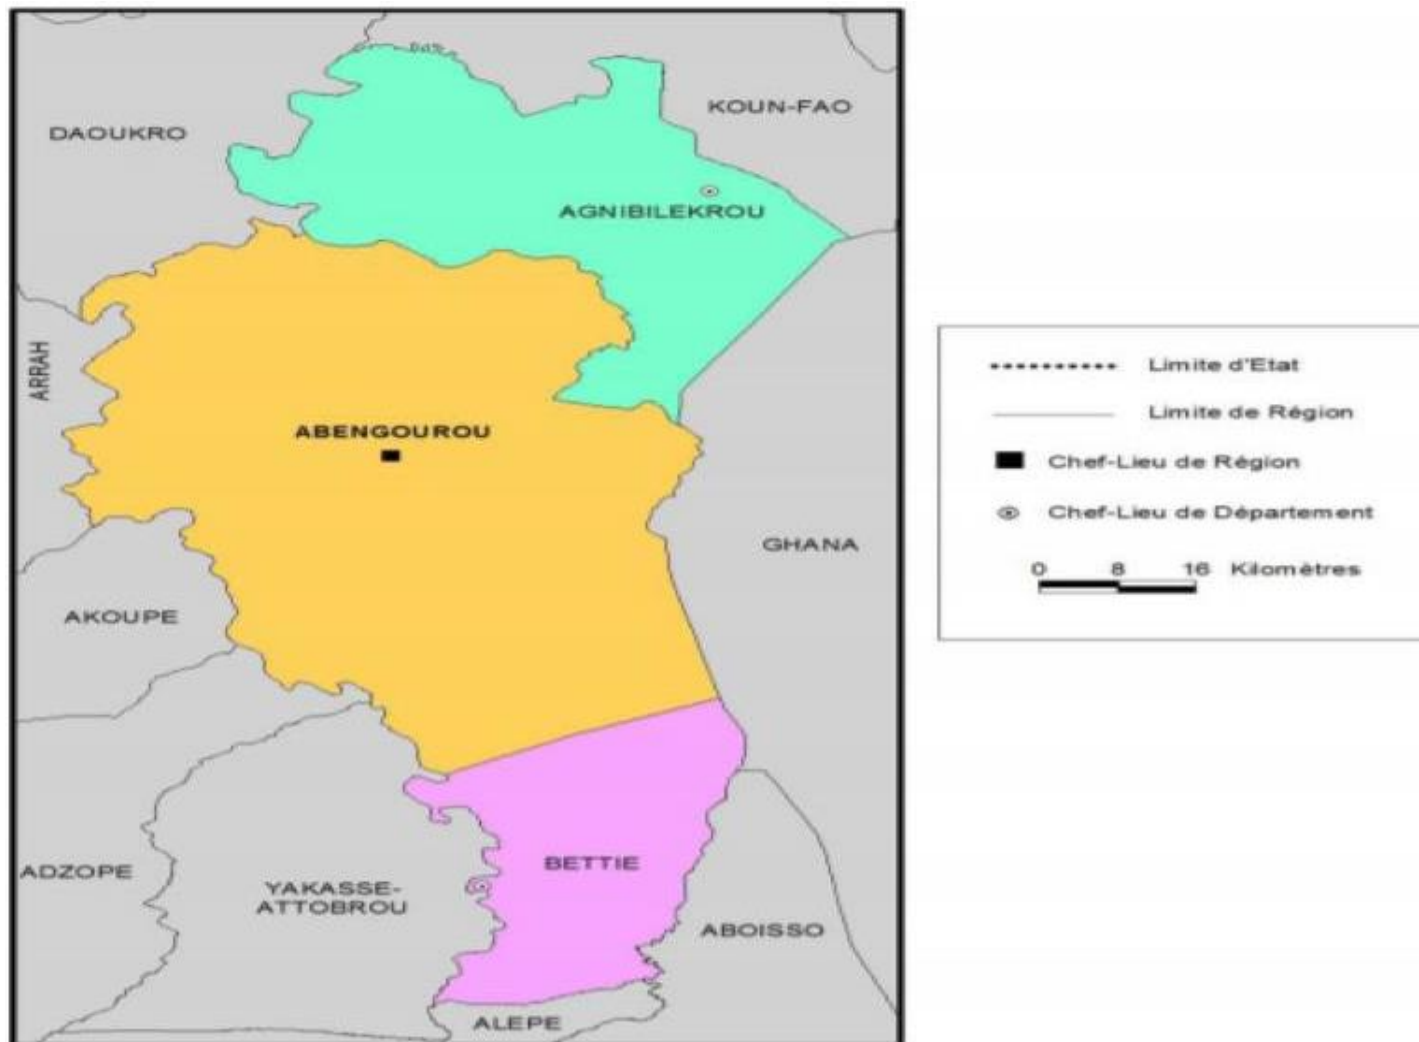 KOUN-FAO
DAOUKRO
AGNIBILEKROU
ARRAH
ABENGOUROU
GHANA
AKOUPE
ADZOPE
YAKASSE-
ATTOBROU
BETTIE
ABOISSO
ALEPE
Limite d'Etat
Limite de Région
Chef-Lieu de Région
Chef-Lieu de Département
0 8 16 Kilomètres